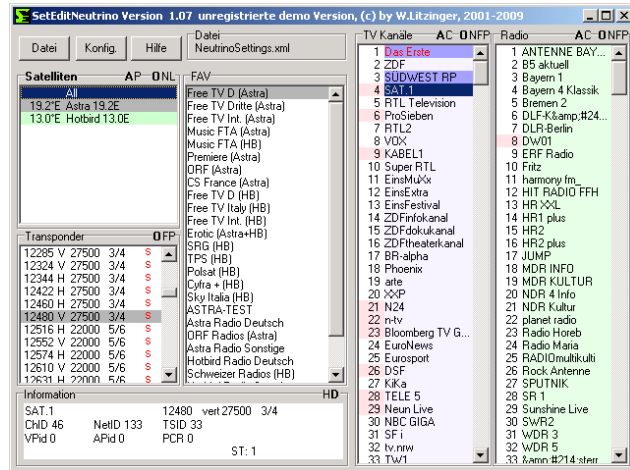 SetEditNeutrino Version 1.07 unregistrierte demo Version, (c) by W.Litzinger, 2001-2009
Datei
Konfig.
Hilfe
Datei
NeutrinoSettings.xml
Satelliten AP ONL
All
19.2°E Astra 19.2E
13.0°E Hotbird 13.0E
Transponder OFP
12285 V 27500 3/4 S
12324 V 27500 3/4 S
12344 H 27500 3/4 S
12422 H 27500 3/4 S
12460 H 27500 3/4 S
12480 V 27500 3/4 S
12516 H 22000 5/6 S
12552 V 22000 5/6 S
12574 H 22000 5/6 S
12610 V 22000 5/6 S
12631 H 22000 5/6 S
FAV
Free TV D (Astra)
Free TV Dritte (Astra)
Free TV Int. (Astra)
Music FTA (Astra)
Music FTA (HB)
Premiere (Astra)
ORF (Astra)
CS France (Astra)
Free TV D (HB)
Free TV Italy (HB)
Free TV Int. (HB)
Erotic (Astra+HB)
SRG (HB)
TPS (HB)
Polsat (HB)
Cyfra + (HB)
Sky Italia (HB)
ASTRA-TEST
Astra Radio Deutsch
ORF Radios (Astra)
Astra Radio Sonstige
Hotbird Radio Deutsch
Schweizer Radios (HB)
Information HD
SAT.1 12480 vert 27500 3/4
ChID 46 NetID 133 TSID 33
VPid 0 APid 0 PCR 0
ST: 1
TV Kanäle AC ONFP
1 Das Erste
2 ZDF
3 SÜDWEST RP
4 SAT.1
5 RTL Television
6 ProSieben
7 RTL2
8 VOX
9 KABEL1
10 Super RTL
11 EinsMuXx
12 EinsExtra
13 EinsFestival
14 ZDFinfokanal
15 ZDFdokukanal
16 ZDFtheaterkanal
17 BR-alpha
18 Phoenix
19 arte
20 XXP
21 N24
22 n-tv
23 Bloomberg TV G...
24 EuroNews
25 Eurosport
26 DSF
27 KiKa
28 TELE 5
29 Neun Live
30 NBC GIGA
31 SF i
32 tv.nrw
33 TW1
Radio AC ONFP
1 ANTENNE BAY...
2 B5 aktuell
3 Bayern 1
4 Bayern 4 Klassik
5 Bremen 2
6 DLF-K&amp;#24...
7 DLR-Berlin
8 DW01
9 ERF Radio
10 Fritz
11 harmony fm_
12 HIT RADIO FFH
13 HR XXL
14 HR1 plus
15 HR2
16 HR2 plus
17 JUMP
18 MDR INFO
19 MDR KULTUR
20 NDR 4 Info
21 NDR Kultur
22 planet radio
23 Radio Horeb
24 Radio Maria
25 RADIOmultikulti
26 Rock Antenne
27 SPUTNIK
28 SR 1
29 Sunshine Live
30 SWR2
31 WDR 3
32 WDR 5
33 &amp;#214;sterr